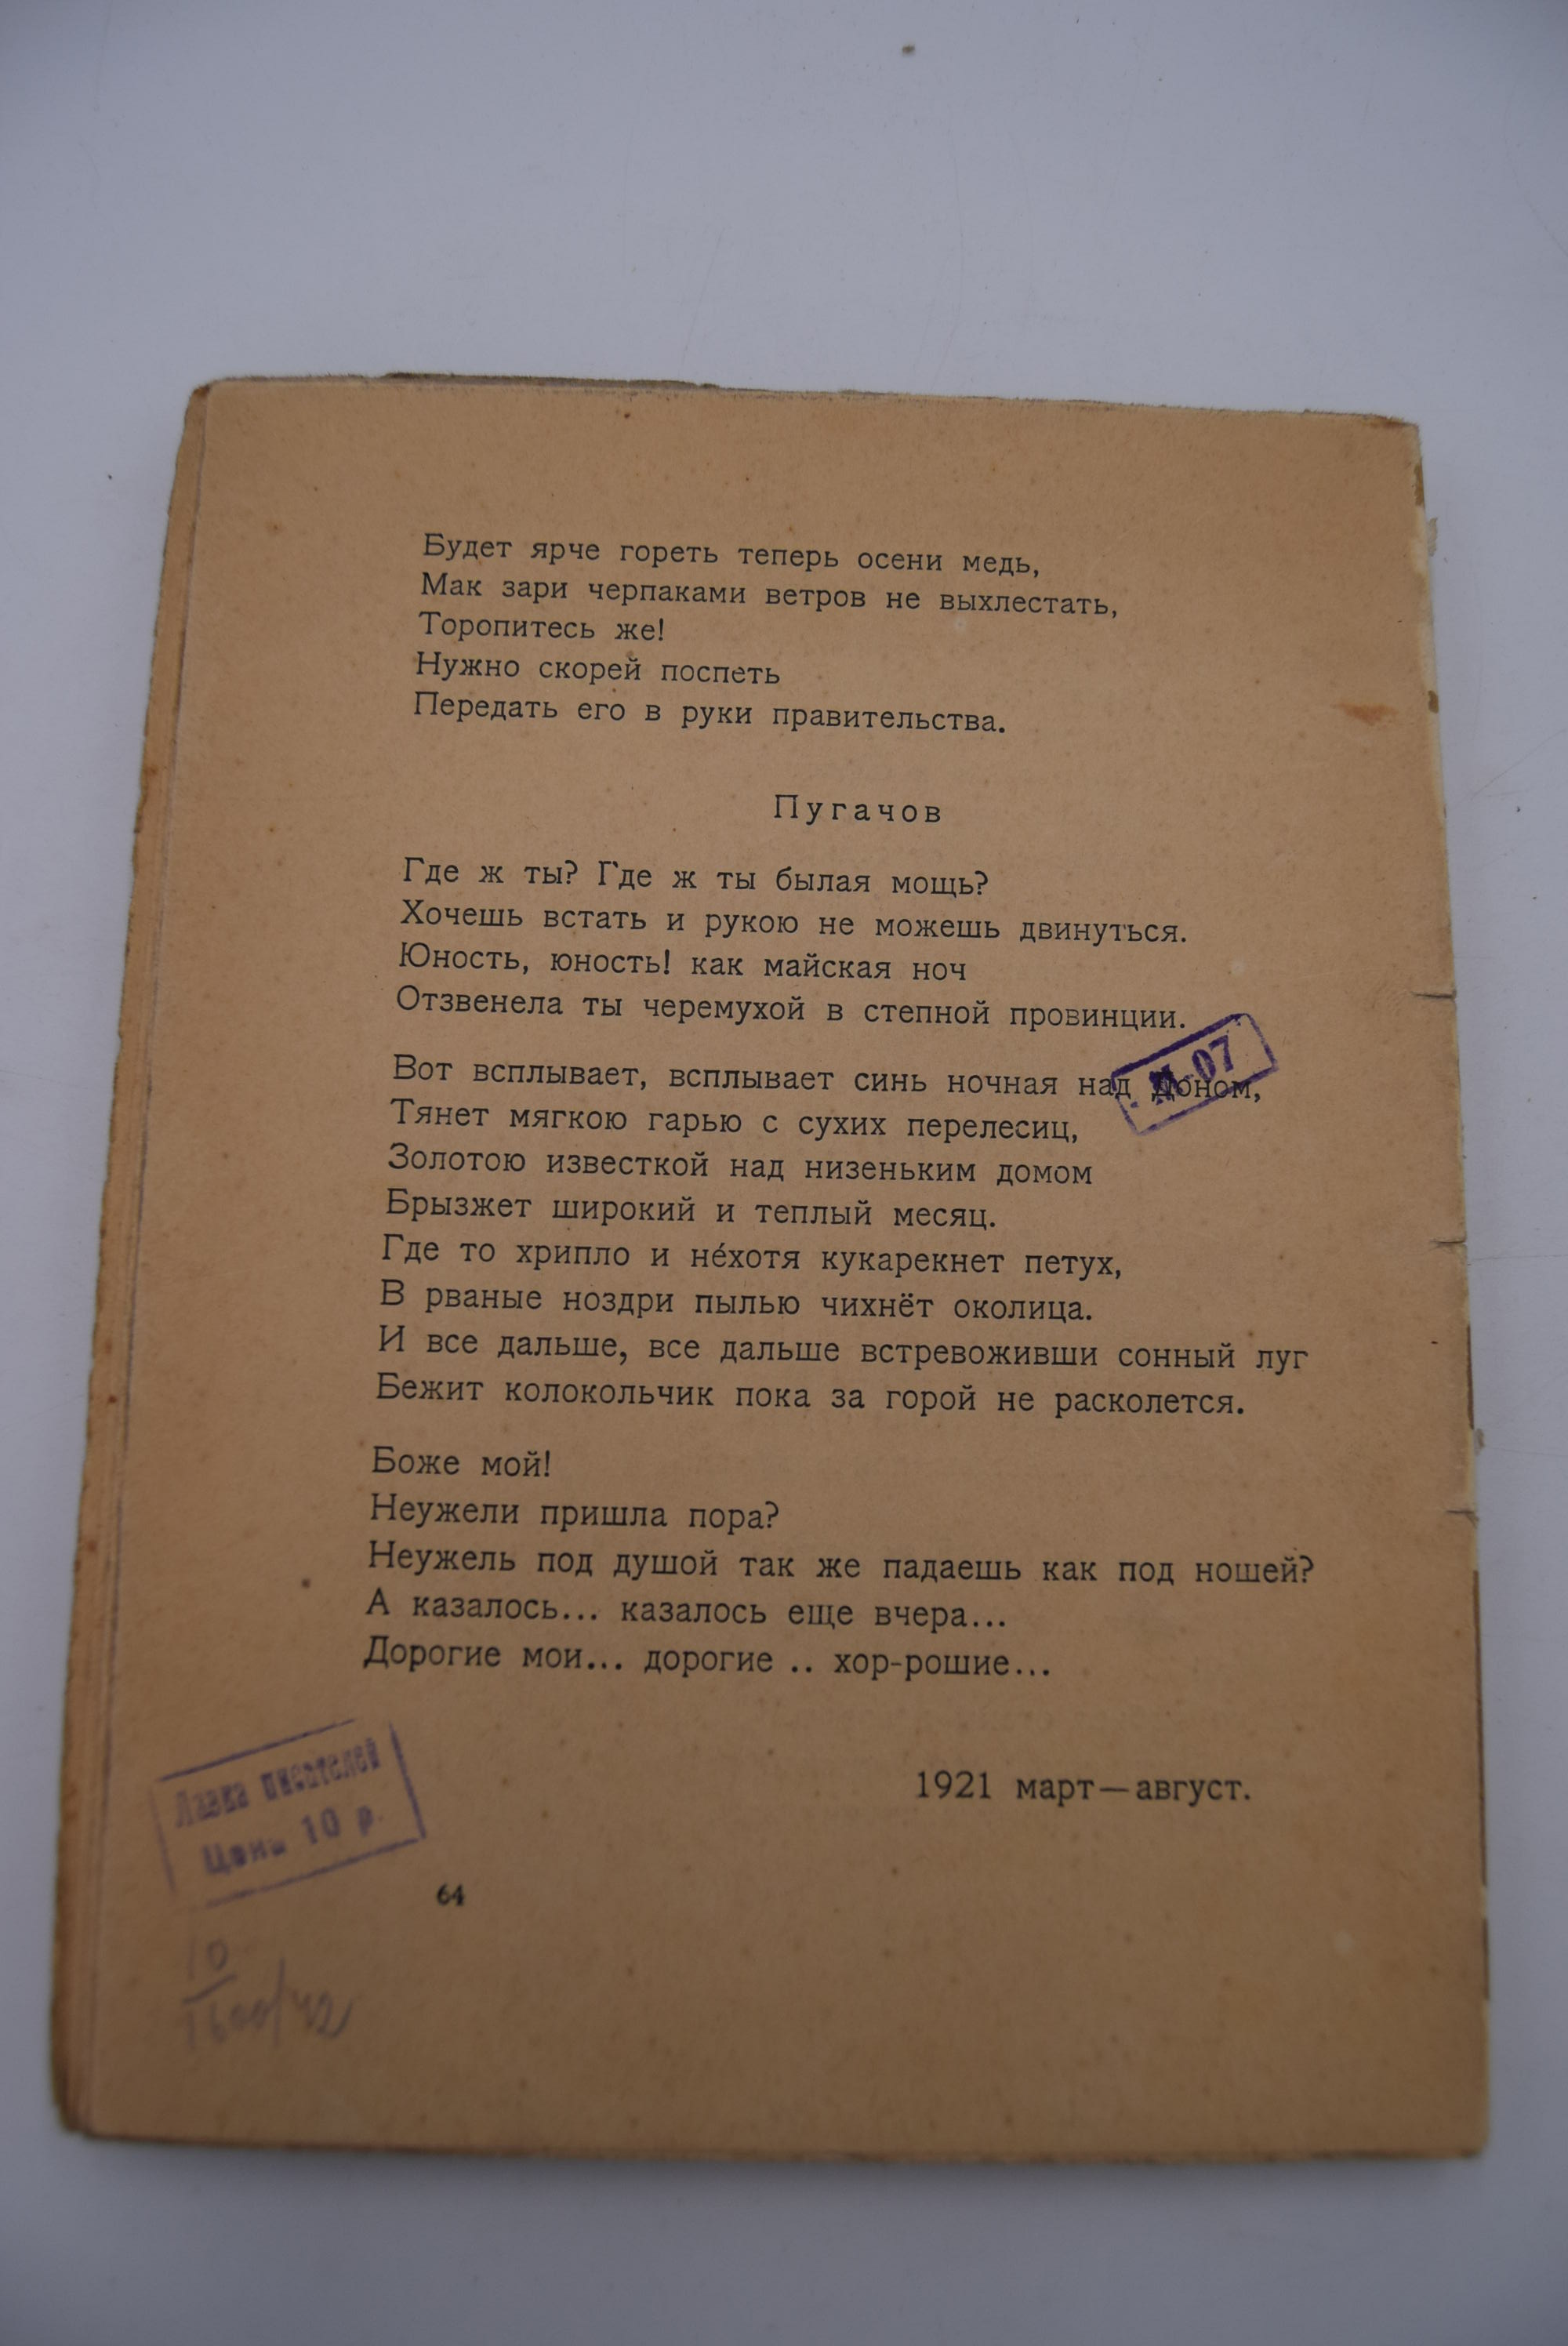 Будет ярче гореть теперь осени медь,
Мак зари черпаками ветров не выхлестать,
Торопитесь же!
Нужно скорей поспеть
Передать его в руки правительства.
Пугачов
Где ж ты? Где ж ты былая мощь?
Хочешь встать и рукою не можешь двинуться.
Юность, юность! как майская ноч
Отзвенела ты черемухой в степной провинции.
Вот всплывает, всплывает синь ночная над Доном,
Тянет мягкою гарью с сухих перелесиц,
Золотою известкой над низеньким домом
Брызжет широкий и теплый месяц.
Где то хрипло и не́хотя кукарекнет петух,
В рваные ноздри пылью чихнёт околица.
И все дальше, все дальше встревоживши сонный луг
Бежит колокольчик пока за горой не расколется.
Боже мой!
Неужели пришла пора?
Неужель под душой так же падаешь как под ношей?
А казалось... казалось еще вчера...
Дорогие мои... дорогие .. хор-рошие...
1921 март—август.
Лавка писателей
Цена 10 р.
64
10